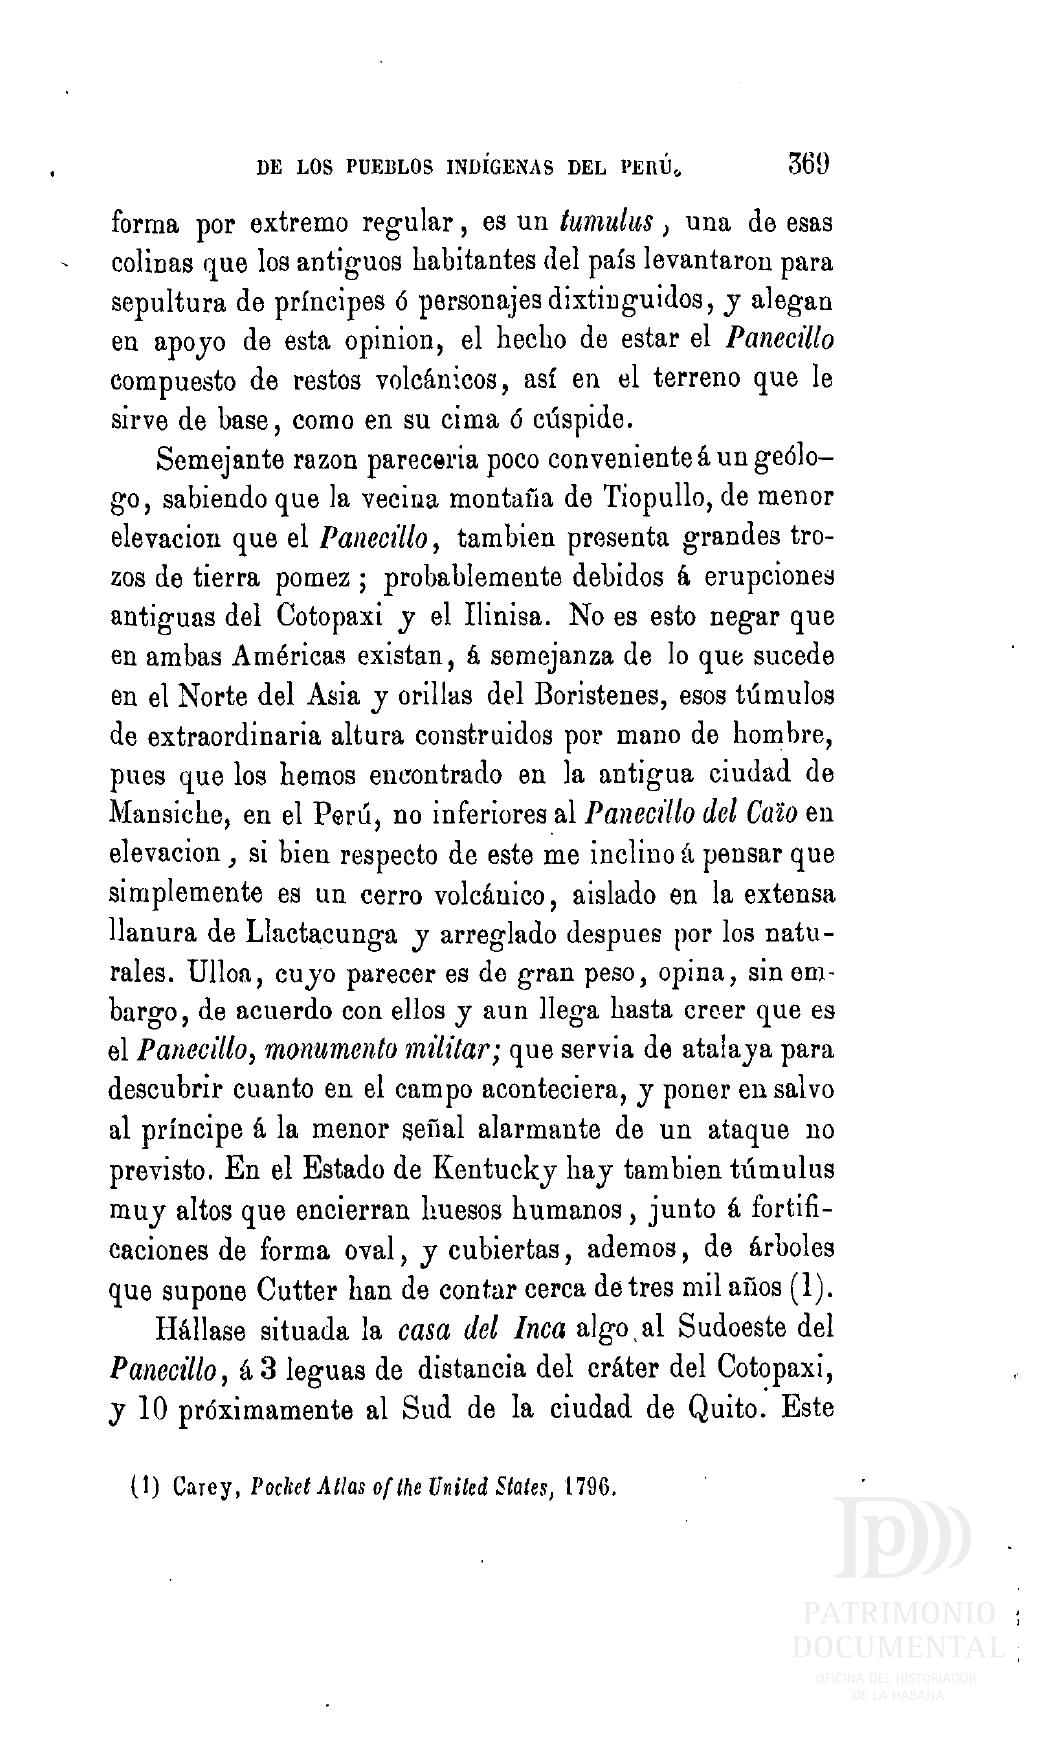 DE LOS PUEBLOS INDÍGENAS DEL PERÚ. 369
forma por extremo regular, es un tumulus, una de esas
colinas que los antiguos habitantes del país levantaron para
sepultura de príncipes ó personajes dixtinguidos, y alegan
en apoyo de esta opinion, el hecho de estar el Panecillo
compuesto de restos volcánicos, así en el terreno que le
sirve de base, como en su cima ó cúspide.
Semejante razon pareceria poco conveniente á un geólo-
go, sabiendo que la vecina montaña de Tiopullo, de menor
elevacion que el Panecillo, tambien presenta grandes tro-
zos de tierra pomez; probablemente debidos á erupciones
antiguas del Cotopaxi y el Ilinisa. No es esto negar que
en ambas Américas existan, á semejanza de lo que sucede
en el Norte del Asia y orillas del Boristenes, esos túmulos
de extraordinaria altura construidos por mano de hombre,
pues que los hemos encontrado en la antigua ciudad de
Mansiche, en el Perú, no inferiores al Panecillo del Caïo en
elevacion, si bien respecto de este me inclino á pensar que
simplemente es un cerro volcánico, aislado en la extensa
llanura de Llactacunga y arreglado despues por los natu-
rales. Ulloa, cuyo parecer es de gran peso, opina, sin em-
bargo, de acuerdo con ellos y aun llega hasta creer que es
el Panecillo, monumento militar; que servia de atalaya para
descubrir cuanto en el campo aconteciera, y poner en salvo
al príncipe á la menor señal alarmante de un ataque no
previsto. En el Estado de Kentucky hay tambien túmulus
muy altos que encierran huesos humanos, junto á fortifi-
caciones de forma oval, y cubiertas, ademos, de árboles
que supone Cutter han de contar cerca de tres mil años (1).
Hállase situada la casa del Inca algo al Sudoeste del
Panecillo, á 3 leguas de distancia del cráter del Cotopaxi,
y 10 próximamente al Sud de la ciudad de Quito. Este
(1) Carey, Pocket Atlas of the United States, 1796.
PATRIMONIO
DOCUMENTAL
OFICINA DEL HISTORIADOR
DE LA HABANA